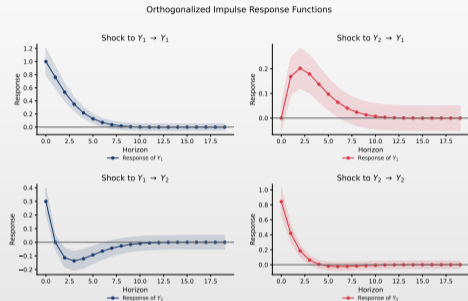 Orthogonalized Impulse Response Functions
Shock to Y₁ → Y₁
Response
1.2
1.0
0.8
0.6
0.4
0.2
0.0
0.0 2.5 5.0 7.5 10.0 12.5 15.0 17.5
Horizon
Response of Y₁
Shock to Y₂ → Y₁
Response
0.2
0.1
0.0
0.0 2.5 5.0 7.5 10.0 12.5 15.0 17.5
Horizon
Response of Y₁
Shock to Y₁ → Y₂
Response
0.4
0.3
0.2
0.1
0.0
−0.1
−0.2
0.0 2.5 5.0 7.5 10.0 12.5 15.0 17.5
Horizon
Response of Y₂
Shock to Y₂ → Y₂
Response
1.0
0.8
0.6
0.4
0.2
0.0
0.0 2.5 5.0 7.5 10.0 12.5 15.0 17.5
Horizon
Response of Y₂